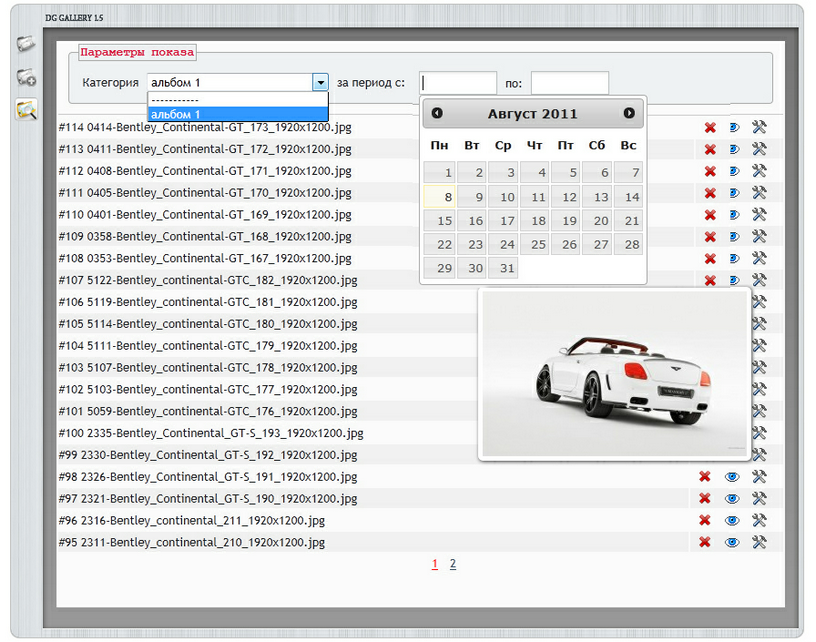 DG GALLERY 1.5
Параметры показа
Категория альбом 1 за период с: по:
-----------
альбом 1
Август 2011
Пн Вт Ср Чт Пт Сб Вс
1 2 3 4 5 6 7
8 9 10 11 12 13 14
15 16 17 18 19 20 21
22 23 24 25 26 27 28
29 30 31
#114 0414-Bentley_Continental-GT_173_1920x1200.jpg
#113 0411-Bentley_Continental-GT_172_1920x1200.jpg
#112 0408-Bentley_Continental-GT_171_1920x1200.jpg
#111 0405-Bentley_Continental-GT_170_1920x1200.jpg
#110 0401-Bentley_Continental-GT_169_1920x1200.jpg
#109 0358-Bentley_Continental-GT_168_1920x1200.jpg
#108 0353-Bentley_Continental-GT_167_1920x1200.jpg
#107 5122-Bentley_continental-GTC_182_1920x1200.jpg
#106 5119-Bentley_continental-GTC_181_1920x1200.jpg
#105 5114-Bentley_continental-GTC_180_1920x1200.jpg
#104 5111-Bentley_continental-GTC_179_1920x1200.jpg
#103 5107-Bentley_continental-GTC_178_1920x1200.jpg
#102 5103-Bentley_continental-GTC_177_1920x1200.jpg
#101 5059-Bentley_continental-GTC_176_1920x1200.jpg
#100 2335-Bentley_Continental_GT-S_193_1920x1200.jpg
#99 2330-Bentley_Continental_GT-S_192_1920x1200.jpg
#98 2326-Bentley_Continental_GT-S_191_1920x1200.jpg
#97 2321-Bentley_Continental_GT-S_190_1920x1200.jpg
#96 2316-Bentley_continental_211_1920x1200.jpg
#95 2311-Bentley_continental_210_1920x1200.jpg
1 2